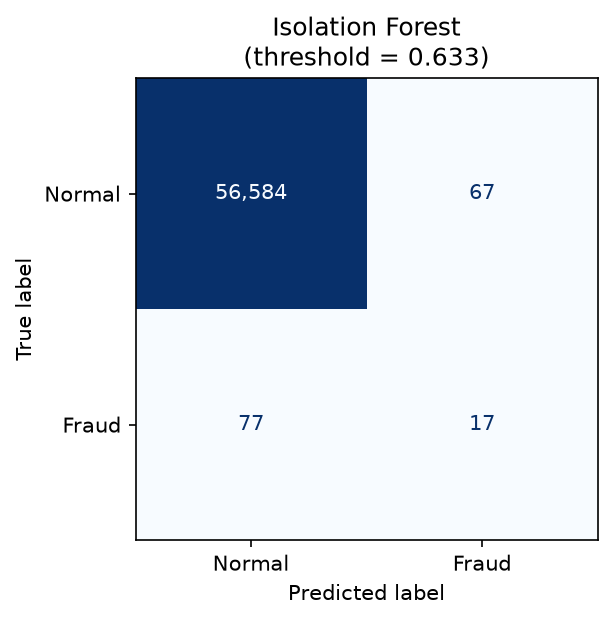 Isolation Forest
(threshold = 0.633)
Normal
56,584
67
True label
Fraud
77
17
Normal
Fraud
Predicted label